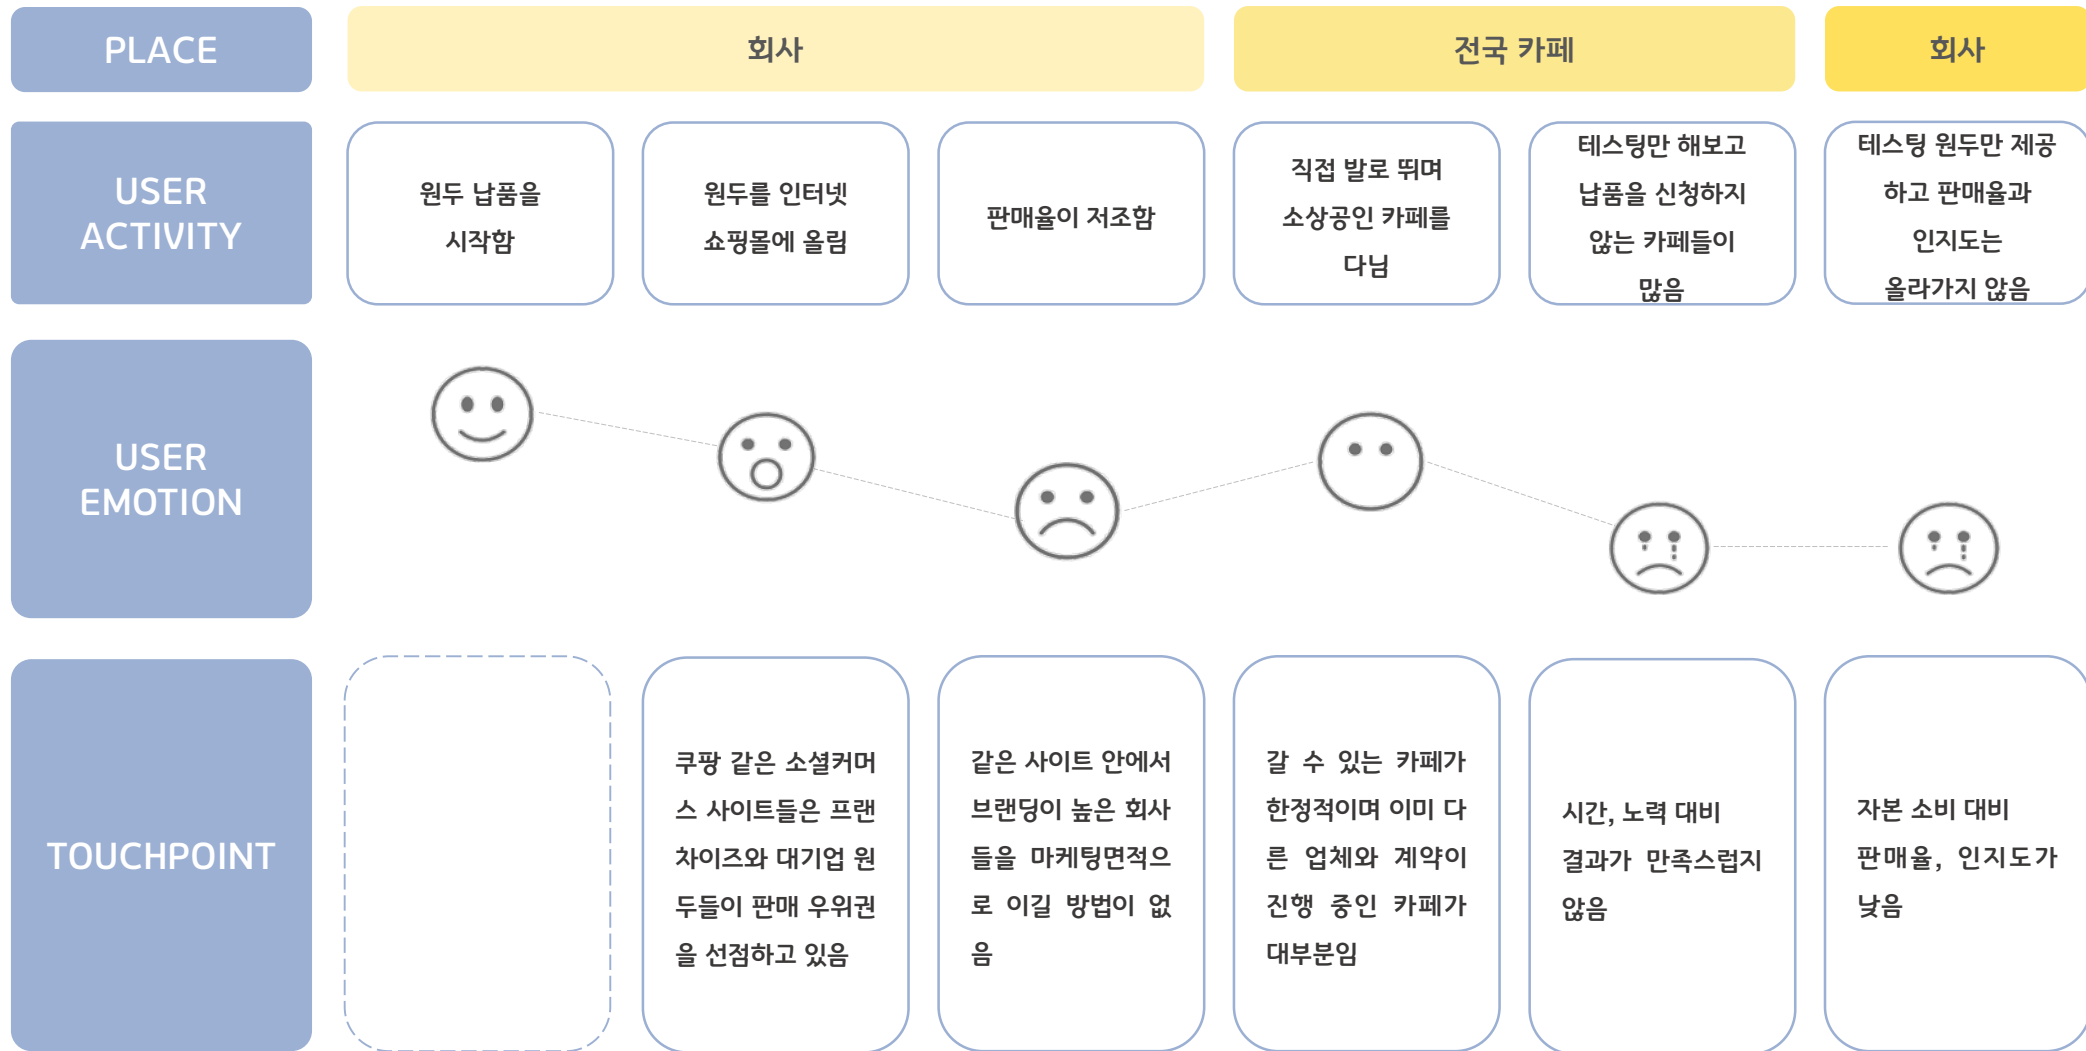 PLACE
회사
전국 카페
회사
USER
ACTIVITY
원두 납품을
시작함
원두를 인터넷
쇼핑몰에 올림
판매율이 저조함
직접 발로 뛰며
소상공인 카페를
다님
테스팅만 해보고
납품을 신청하지
않는 카페들이
많음
테스팅 원두만 제공
하고 판매율과
인지도는
올라가지 않음
USER
EMOTION
TOUCHPOINT
쿠팡 같은 소셜커머
스 사이트들은 프랜
차이즈와 대기업 원
두들이 판매 우위권
을 선점하고 있음
같은 사이트 안에서
브랜딩이 높은 회사
들을 마케팅면적으
로 이길 방법이 없
음
갈 수 있는 카페가
한정적이며 이미 다
른 업체와 계약이
진행 중인 카페가
대부분임
시간, 노력 대비
결과가 만족스럽지
않음
자본 소비 대비
판매율, 인지도가
낮음